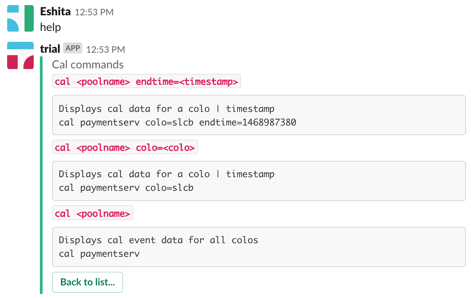 Eshita 12:53 PM
help
trial APP 12:53 PM
Cal commands
cal <poolname> endtime=<timestamp>
Displays cal data for a colo | timestamp
cal paymentserv colo=slcb endtime=1468987380
cal <poolname> colo=<colo>
Displays cal data for a colo | timestamp
cal paymentserv colo=slcb
cal <poolname>
Displays cal event data for all colos
cal paymentserv
Back to list...